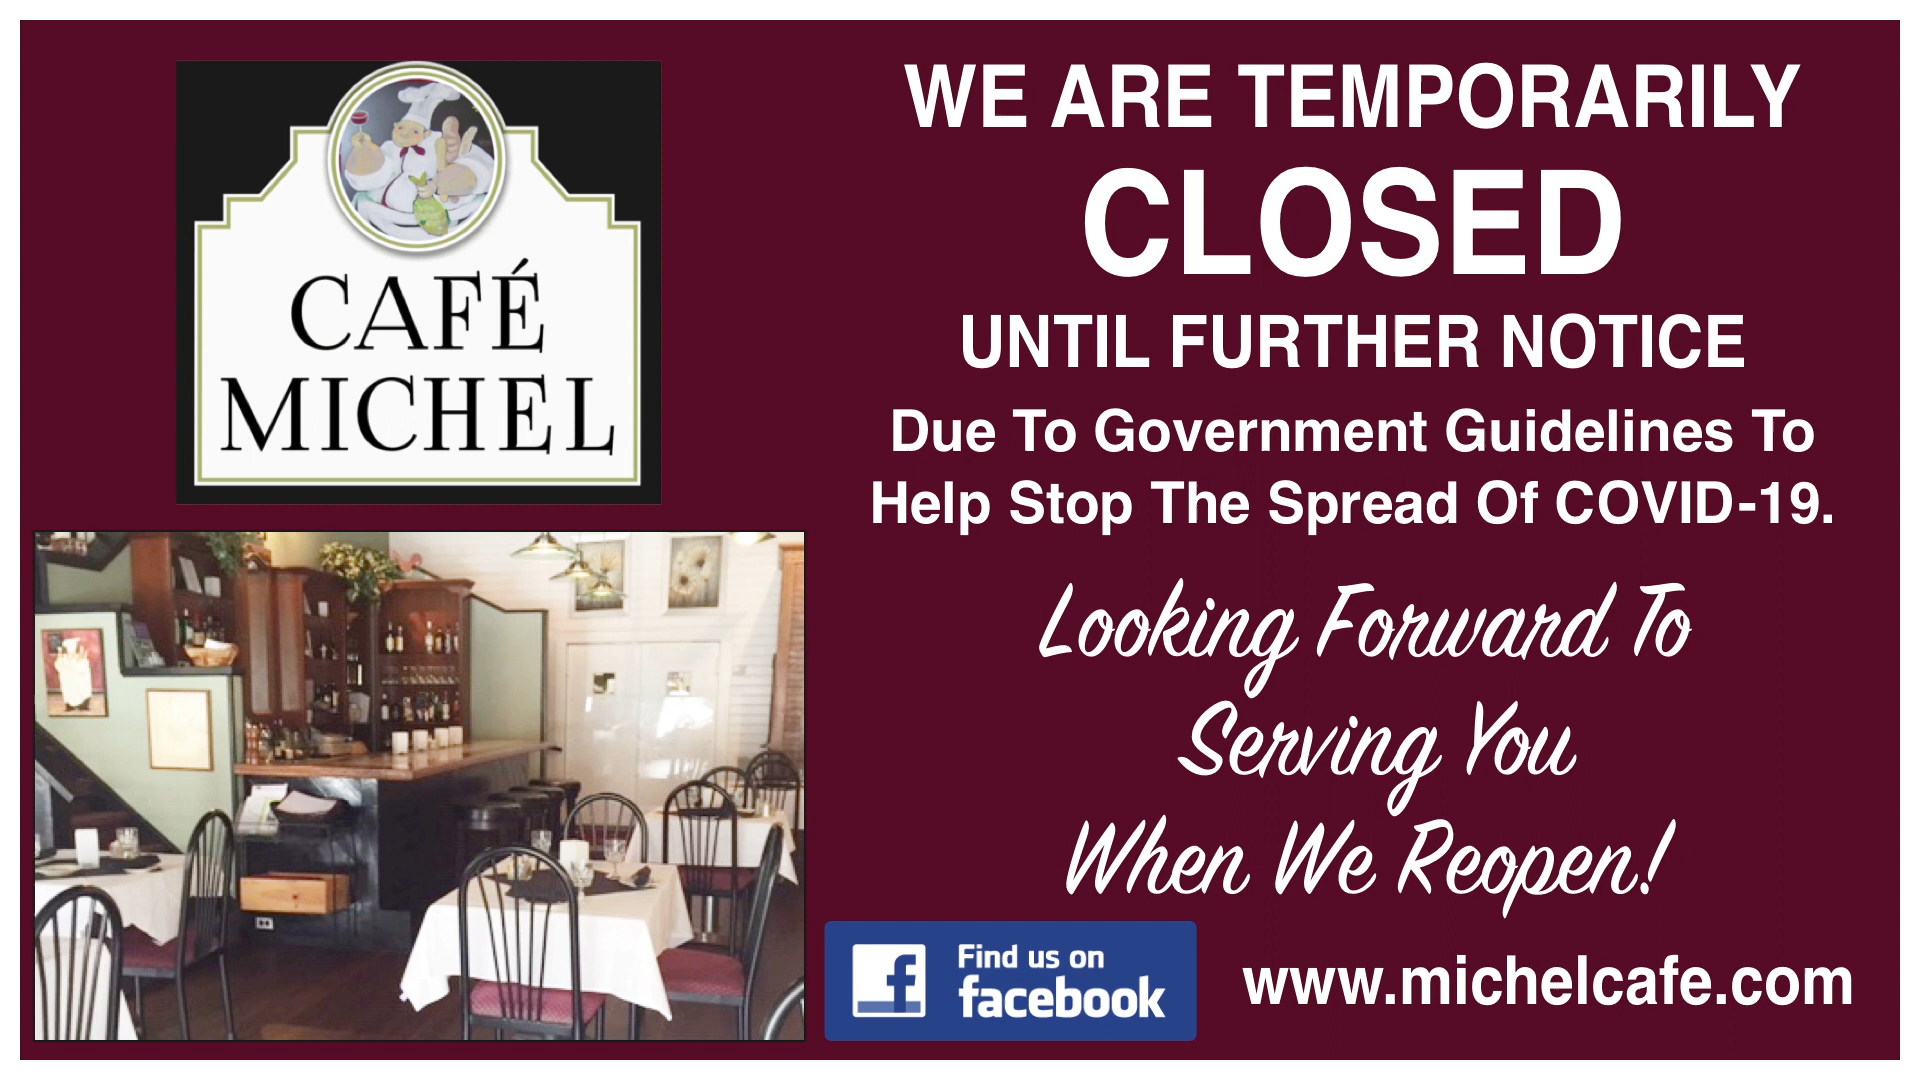 CAFÉ
MICHEL
WE ARE TEMPORARILY
CLOSED
UNTIL FURTHER NOTICE
Due To Government Guidelines To
Help Stop The Spread Of COVID-19.
Looking Forward To
Serving You
When We Reopen!
f
Find us on
facebook
www.michelcafe.com